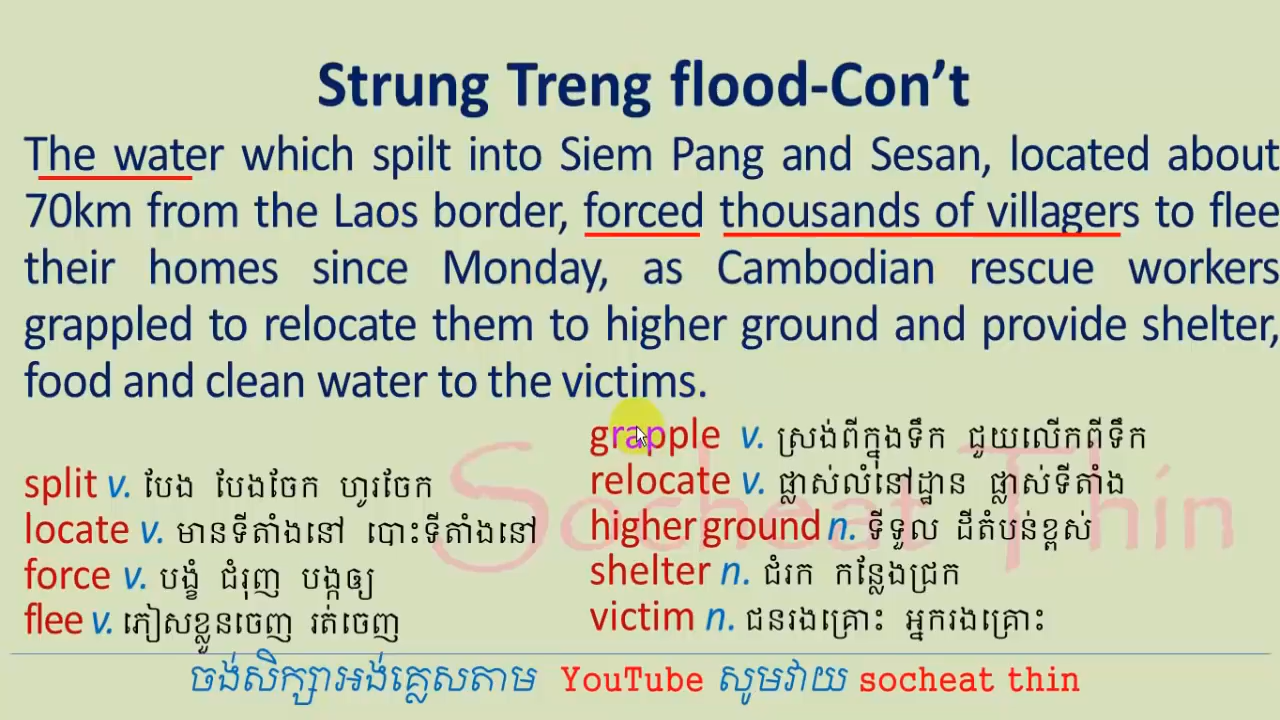 Strung Treng flood-Con’t
The water which spilt into Siem Pang and Sesan, located about
70km from the Laos border, forced thousands of villagers to flee
their homes since Monday, as Cambodian rescue workers
grappled to relocate them to higher ground and provide shelter,
food and clean water to the victims.
split v. បែង បែងចែក ហូរចែក
locate v. មានទីតាំងនៅ បោះទីតាំងនៅ
force v. បង្ខំ ជំរុញ បង្កឲ្យ
flee v. ភៀសខ្លួនចេញ រត់ចេញ
grapple v. ស្រង់ពីក្នុងទឹក ជួយលើកពីទឹក
relocate v. ផ្លាស់លំនៅដ្ឋាន ផ្លាស់ទីតាំង
higher ground n. ទីទួល ដីតំបន់ខ្ពស់
shelter n. ជំរក កន្លែងជ្រក
victim n. ជនរងគ្រោះ អ្នករងគ្រោះ
Socheat Thin
ចង់សិក្សាអង់គ្លេសតាម YouTube សូមវាយ socheat thin